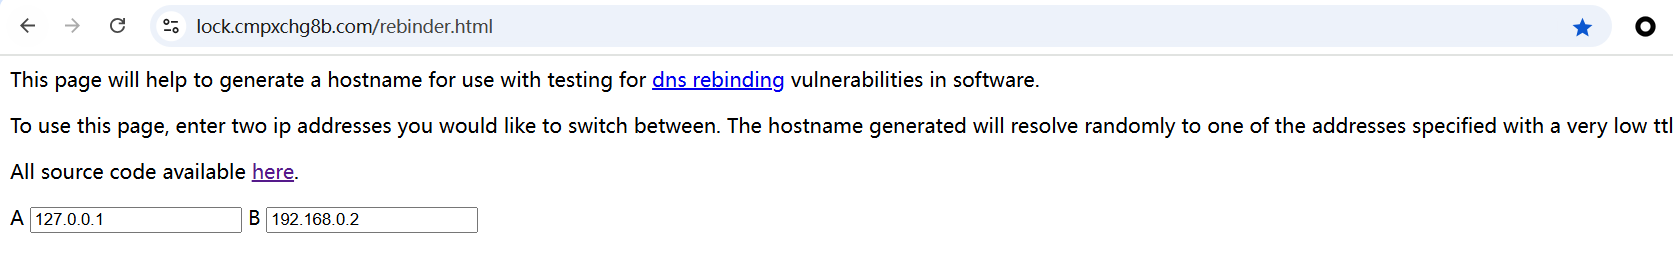 lock.cmpxchg8b.com/rebinder.html
This page will help to generate a hostname for use with testing for dns rebinding vulnerabilities in software.
To use this page, enter two ip addresses you would like to switch between. The hostname generated will resolve randomly to one of the addresses specified with a very low ttl
All source code available here.
A 127.0.0.1 B 192.168.0.2